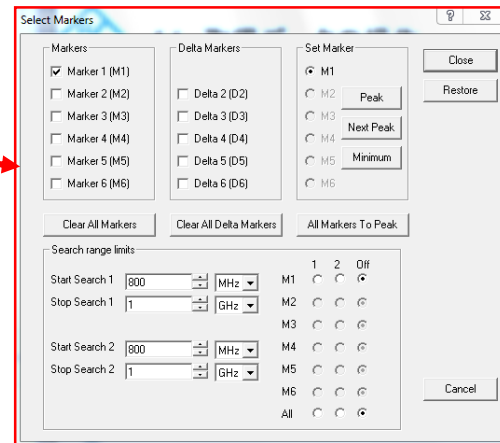 Select Markers
Markers
Marker 1 (M1)
Marker 2 (M2)
Marker 3 (M3)
Marker 4 (M4)
Marker 5 (M5)
Marker 6 (M6)
Delta Markers
Delta 2 (D2)
Delta 3 (D3)
Delta 4 (D4)
Delta 5 (D5)
Delta 6 (D6)
Set Marker
M1
M2
M3
M4
M5
M6
Peak
Next Peak
Minimum
Close
Restore
Clear All Markers
Clear All Delta Markers
All Markers To Peak
Search range limits
Start Search 1 800 MHz
Stop Search 1 1 GHz
Start Search 2 800 MHz
Stop Search 2 1 GHz
1 2 Off
M1
M2
M3
M4
M5
M6
All
Cancel